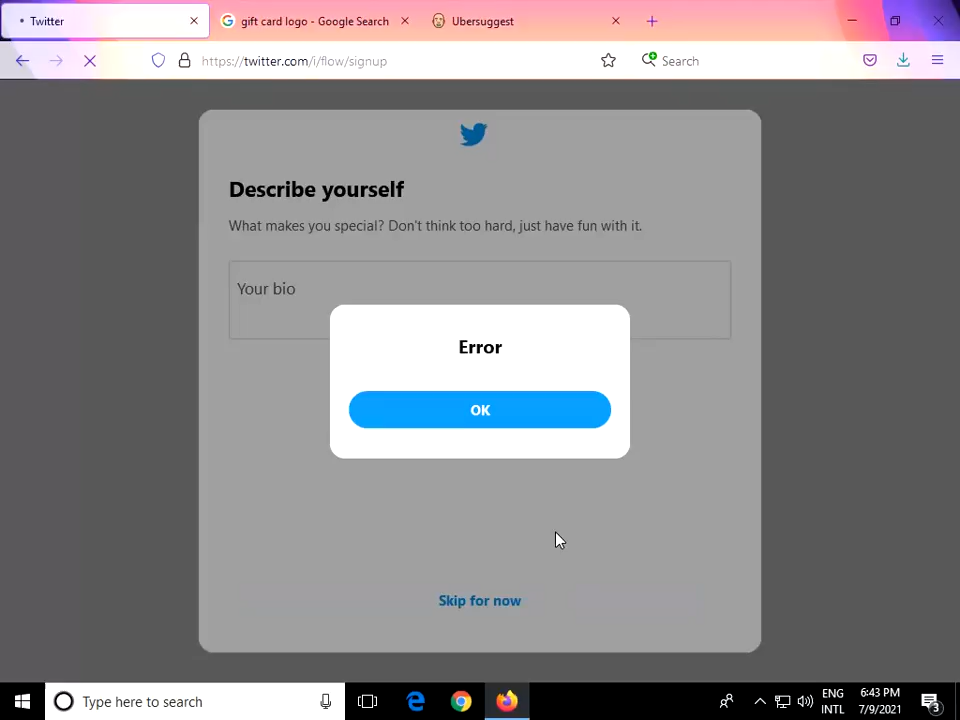 Twitter
gift card logo - Google Search
Ubersuggest
https://twitter.com/i/flow/signup
Search
Describe yourself
What makes you special? Don't think too hard, just have fun with it.
Your bio
Error
OK
Skip for now
Type here to search
ENG
INTL
6:43 PM
7/9/2021
3